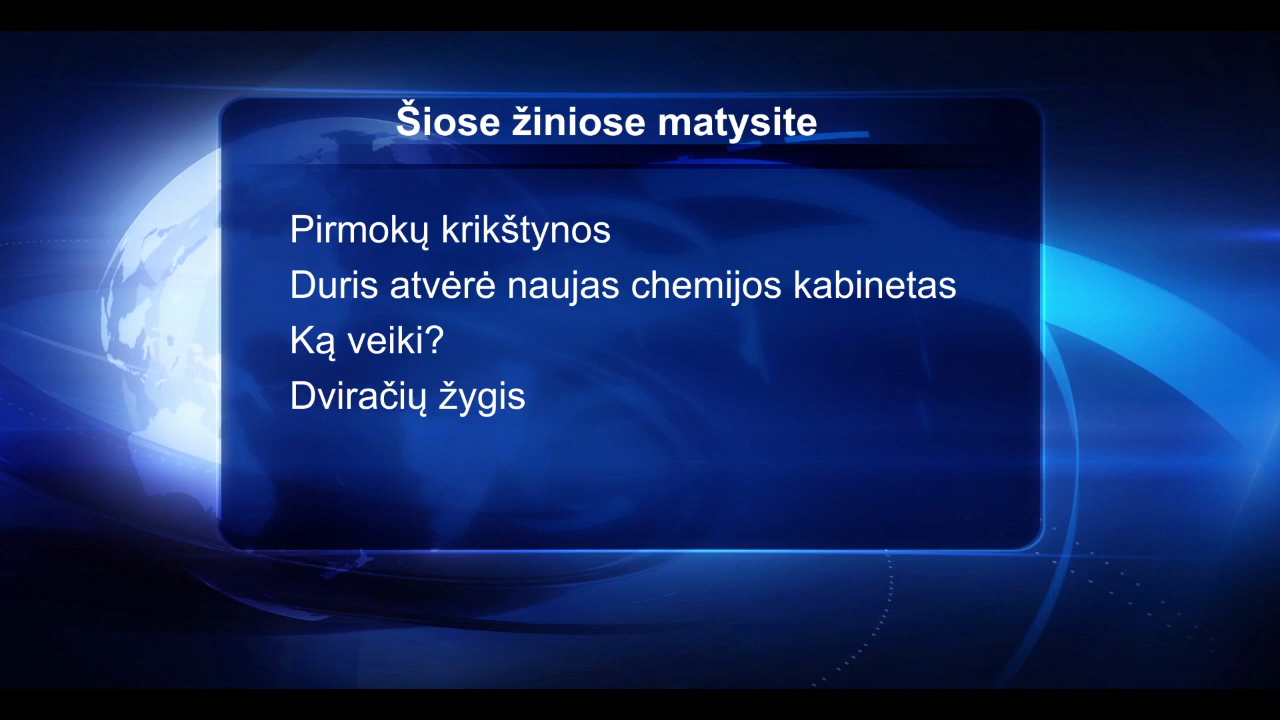 Šiose žiniose matysite
Pirmokų krikštynos
Duris atvėrė naujas chemijos kabinetas
Ką veiki?
Dviračių žygis